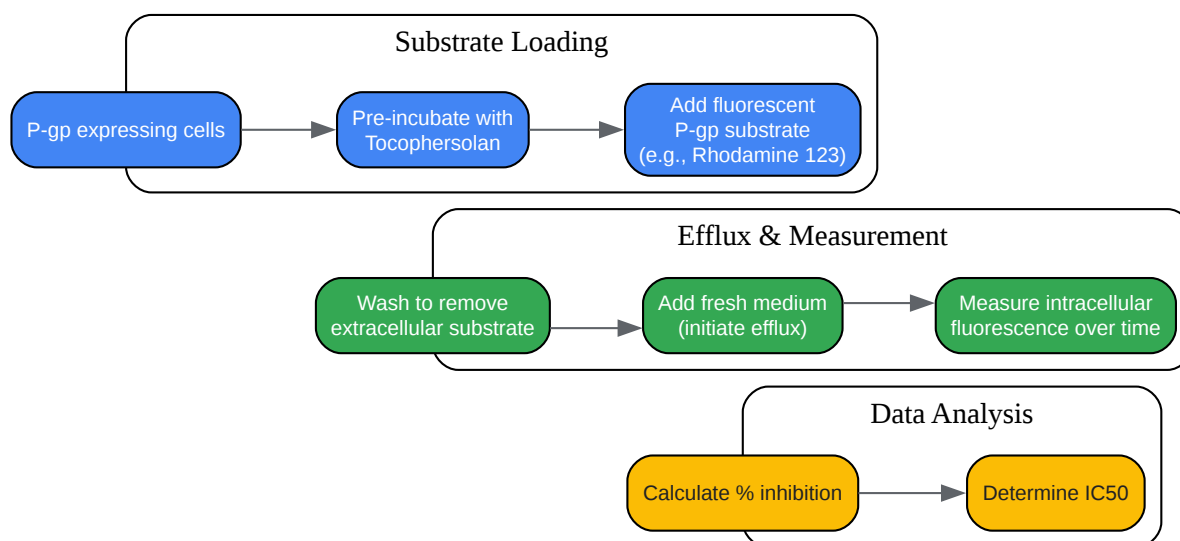 Substrate Loading
P-gp expressing cells
Pre-incubate with
Tocophersolan
Add fluorescent
P-gp substrate
(e.g., Rhodamine 123)
Efflux & Measurement
Wash to remove
extracellular substrate
Add fresh medium
(initiate efflux)
Measure intracellular
fluorescence over time
Data Analysis
Calculate % inhibition
Determine IC50